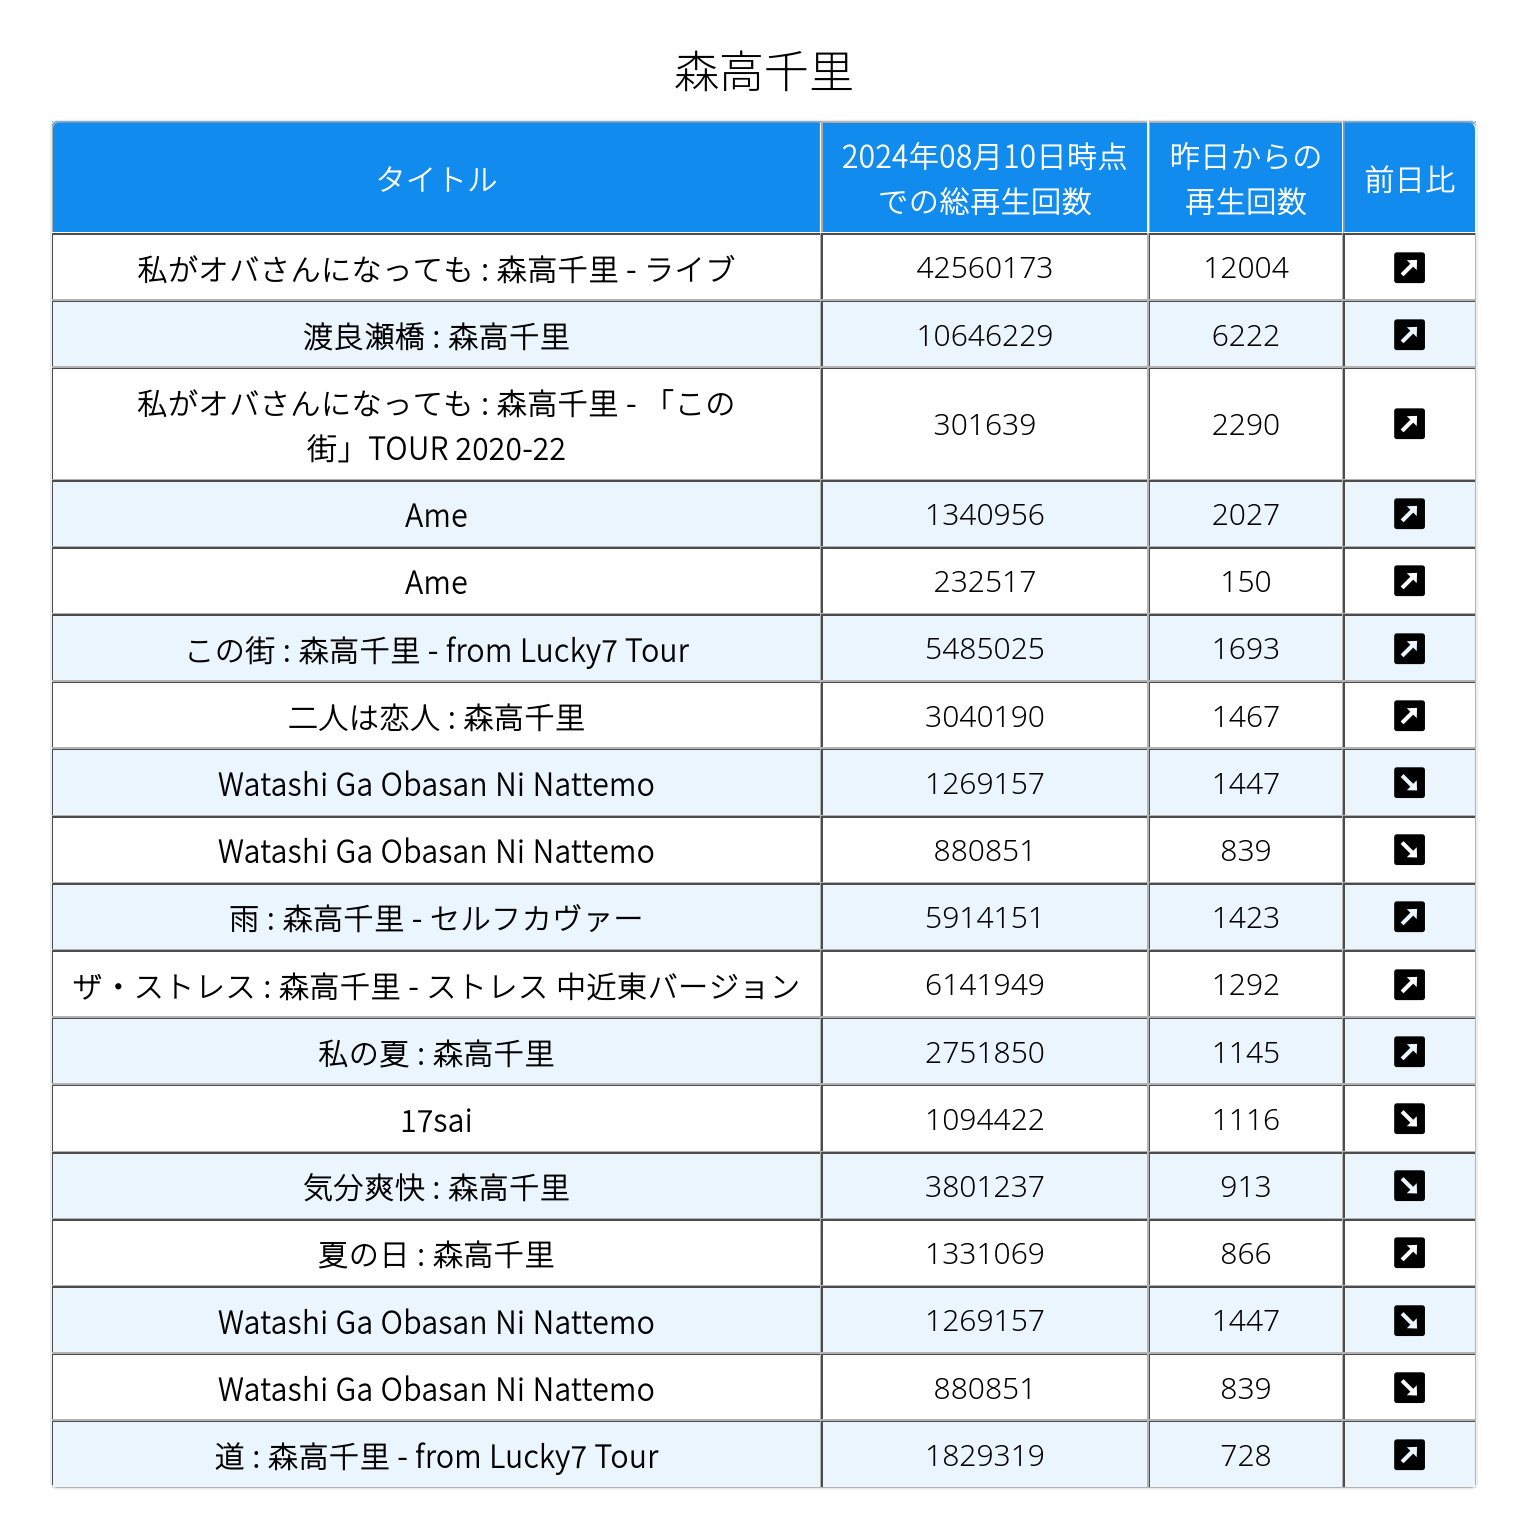 森高千里
タイトル 2024年08月10日時点での総再生回数 昨日からの再生回数 前日比
私がオバさんになっても : 森高千里 - ライブ 42560173 12004
渡良瀬橋 : 森高千里 10646229 6222
私がオバさんになっても : 森高千里 - 「この
街」TOUR 2020-22 301639 2290
Ame 1340956 2027
Ame 232517 150
この街 : 森高千里 - from Lucky7 Tour 5485025 1693
二人は恋人 : 森高千里 3040190 1467
Watashi Ga Obasan Ni Nattemo 1269157 1447
Watashi Ga Obasan Ni Nattemo 880851 839
雨 : 森高千里 - セルフカヴァー 5914151 1423
ザ・ストレス : 森高千里 - ストレス 中近東バージョン 6141949 1292
私の夏 : 森高千里 2751850 1145
17sai 1094422 1116
気分爽快 : 森高千里 3801237 913
夏の日 : 森高千里 1331069 866
Watashi Ga Obasan Ni Nattemo 1269157 1447
Watashi Ga Obasan Ni Nattemo 880851 839
道 : 森高千里 - from Lucky7 Tour 1829319 728